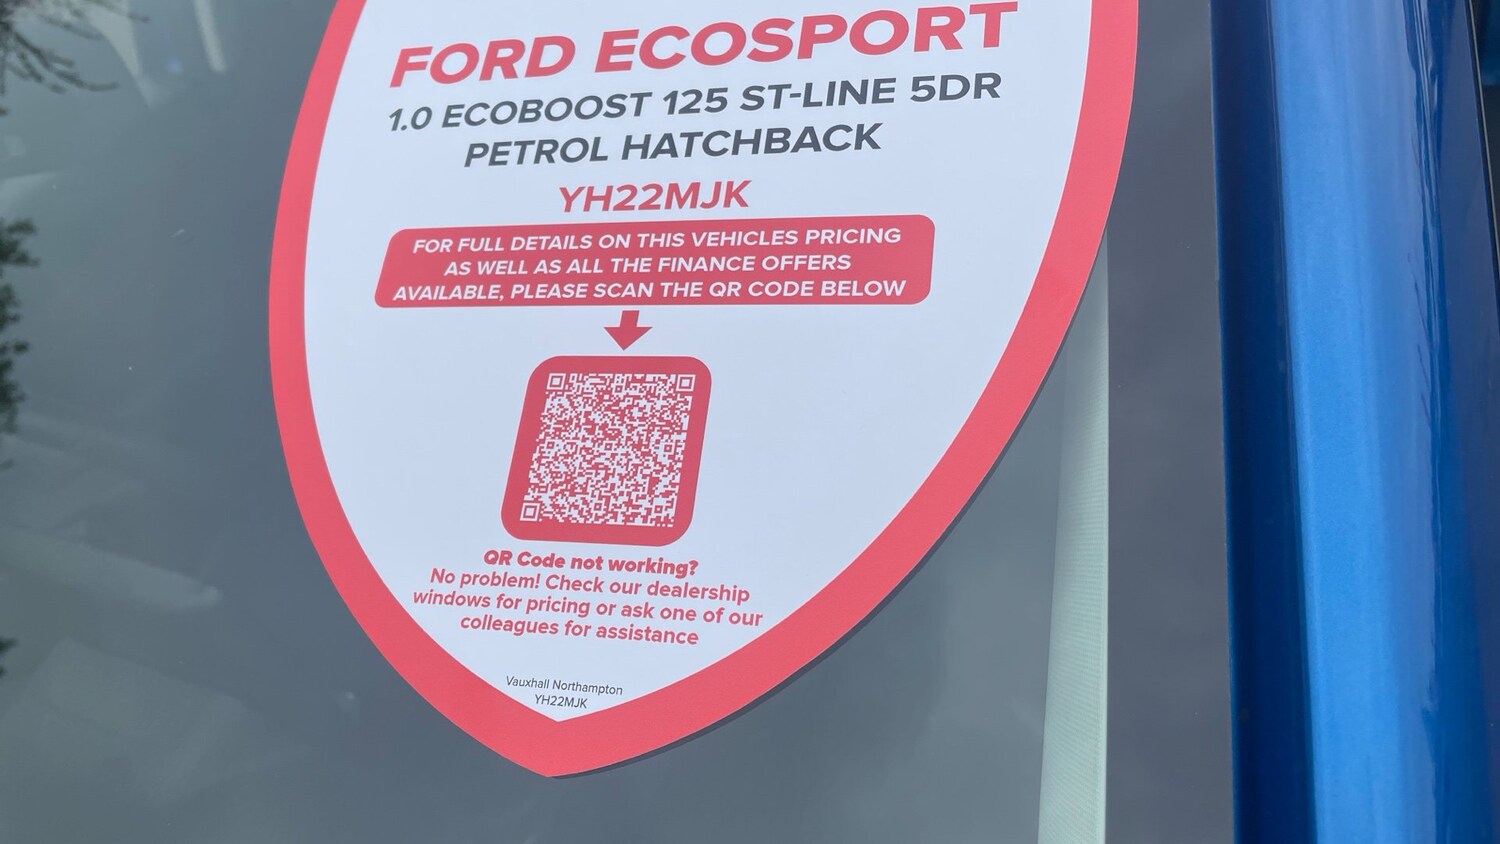 FORD ECOSPORT
1.0 ECOBOOST 125 ST-LINE 5DR
PETROL HATCHBACK
YH22MJK
FOR FULL DETAILS ON THIS VEHICLES PRICING
AS WELL AS ALL THE FINANCE OFFERS
AVAILABLE, PLEASE SCAN THE QR CODE BELOW
QR Code not working?
No problem! Check our dealership
windows for pricing or ask one of our
colleagues for assistance
Vauxhall Northampton
YH22MJK